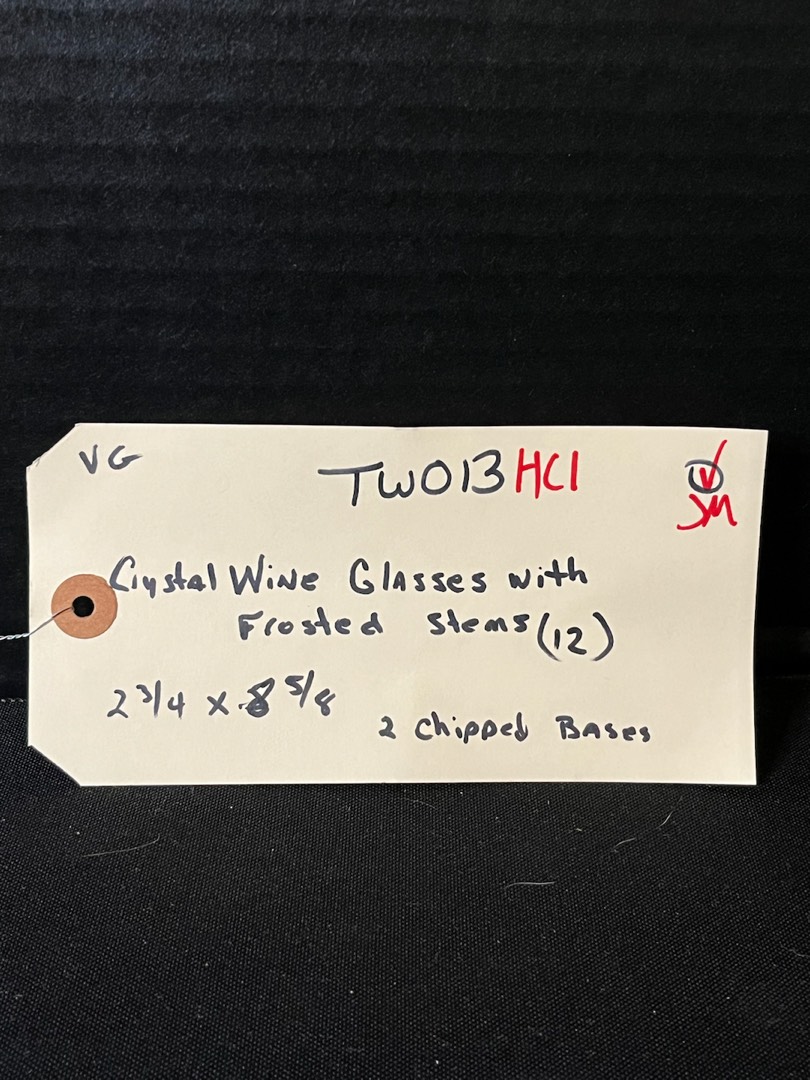 VG
TW013HC1
JM
Crystal Wine Glasses with
Frosted Stems (12)
2 3/4 x 8 5/8
2 Chipped Bases